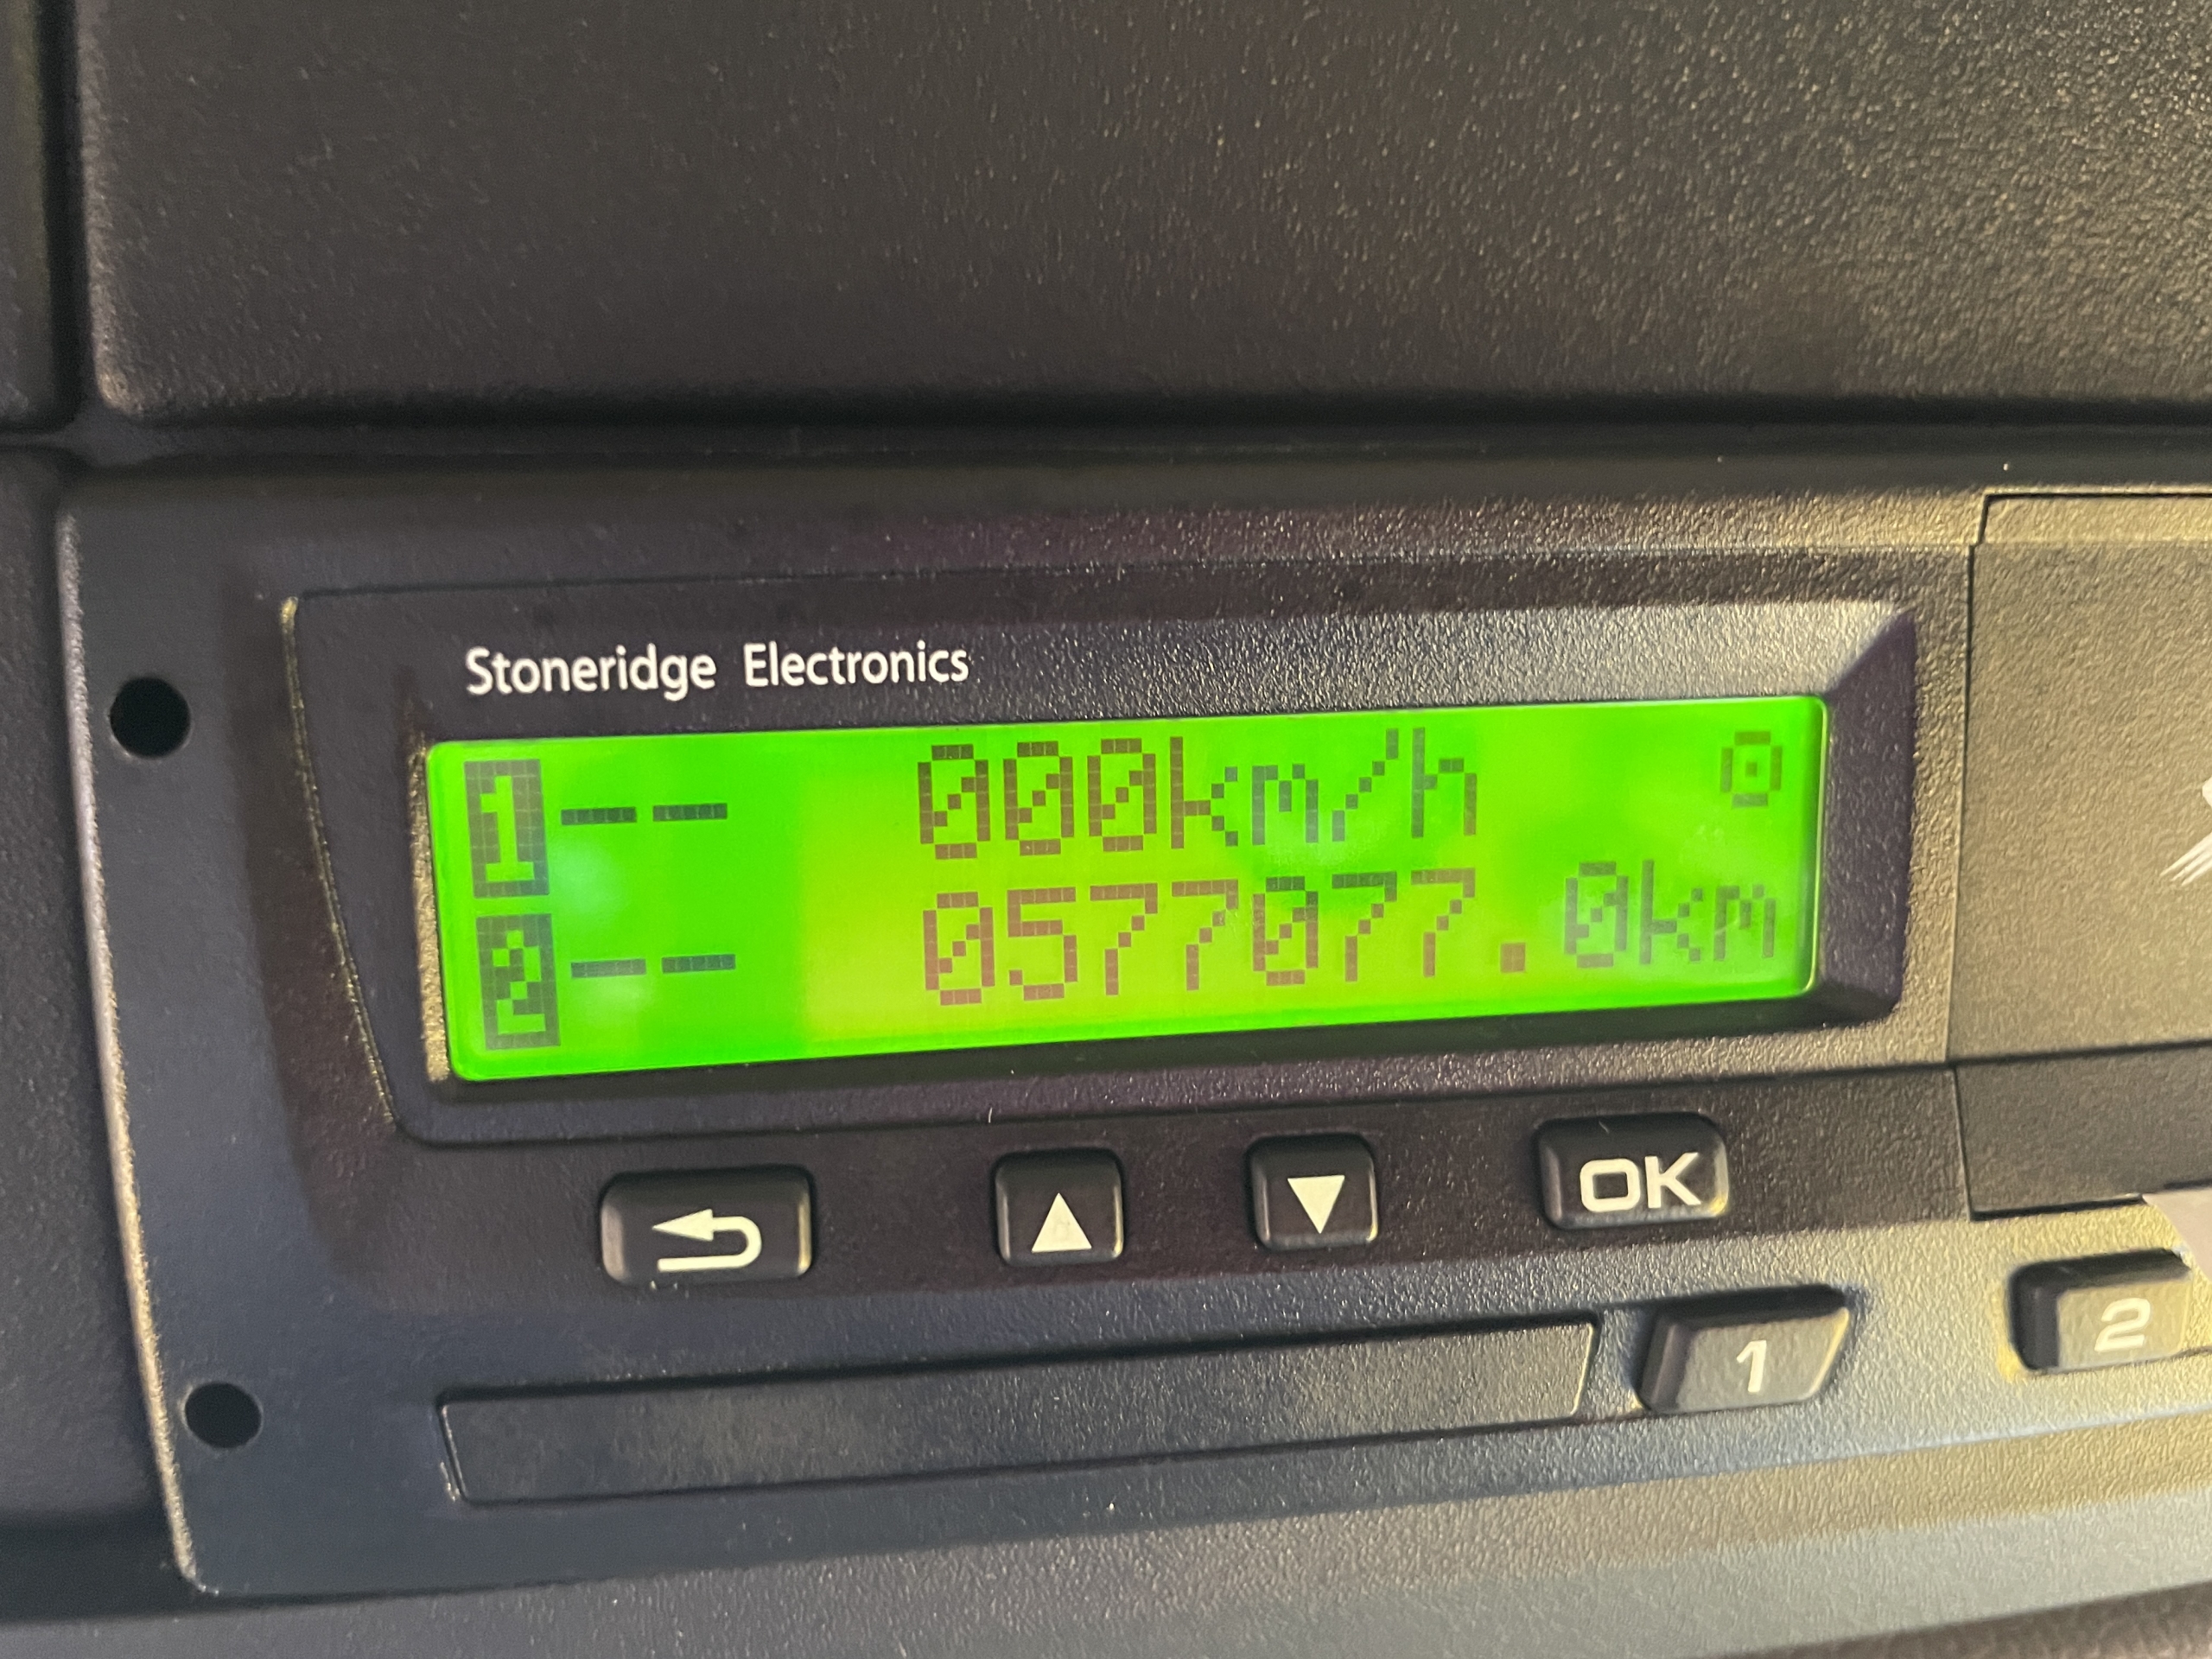 Stoneridge Electronics
1 -- 000km/h
2 -- 0577077.0km
OK
1
2